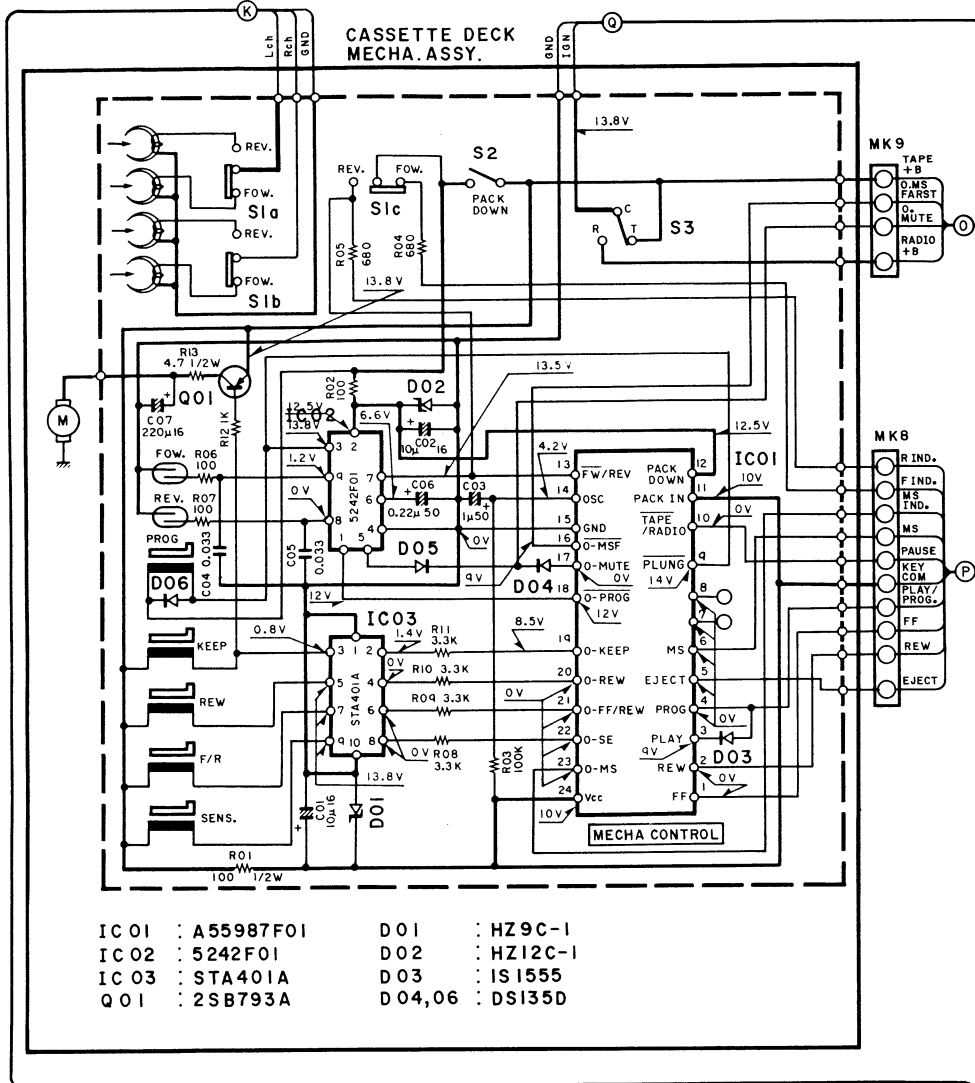 K
Q
Lch
Rch
GND
GND
IGN
CASSETTE DECK
MECHA. ASSY.
13.8V
MK9
TAPE
+B
O.MS
FARST
O.
MUTE
RADIO
+B
O
REV.
FOW.
S1a
REV.
FOW.
S1b
REV.
FOW.
S1c
S2
PACK
DOWN
C
R
T
S3
R05
680
R04
680
13.8V
R13
4.7 1/2W
Q01
R12 1K
C07
220μ16
M
R02
100
D02
C02
10μ 16
13.5V
12.5V
12.5V
IC02
13.8V
6.6V
1.2V
0V
3
2
9
8
7
6
4
1
5
5242F01
FOW.
R06
100
REV.
R07
100
PROG
D06
C04 0.033
C05
0.033
C06
0.22μ50
C03
1μ50
4.2V
0V
9V
D05
D04
0V
12V
12V
KEEP
REW
F/R
SENS.
IC03
STA401A
0.8V
1.4V
0V
0V
13.8V
3
1
2
5
4
7
6
9
10
8
R11
3.3K
R10 3.3K
R09 3.3K
R08
3.3K
8.5V
0V
R03
100K
C01
10μ16
D01
R01
100 1/2W
IC01
13 FW/REV
14 OSC
15 GND
16 O-MSF
17 O-MUTE
18 O-PROG
19 O-KEEP
20 O-REW
21 O-FF/REW
22 O-SE
23 O-MS
24 Vcc
10V
PACK
DOWN 12
PACK IN 11
10V
TAPE
/RADIO 10
0V
PLUNG 9
14V
8
7
MS 6
EJECT 5
PROG 4
0V
PLAY 3
9V
D03
REW 2
0V
FF 1
MECHA CONTROL
MK8
R IND.
F IND.
MS
IND.
MS
PAUSE
KEY
COM
PLAY/
PROG.
FF
REW
EJECT
P
IC01 : A55987F01
IC02 : 5242F01
IC03 : STA401A
Q01 : 2SB793A
D01 : HZ9C-1
D02 : HZ12C-1
D03 : 1S1555
D04,06 : DS135D